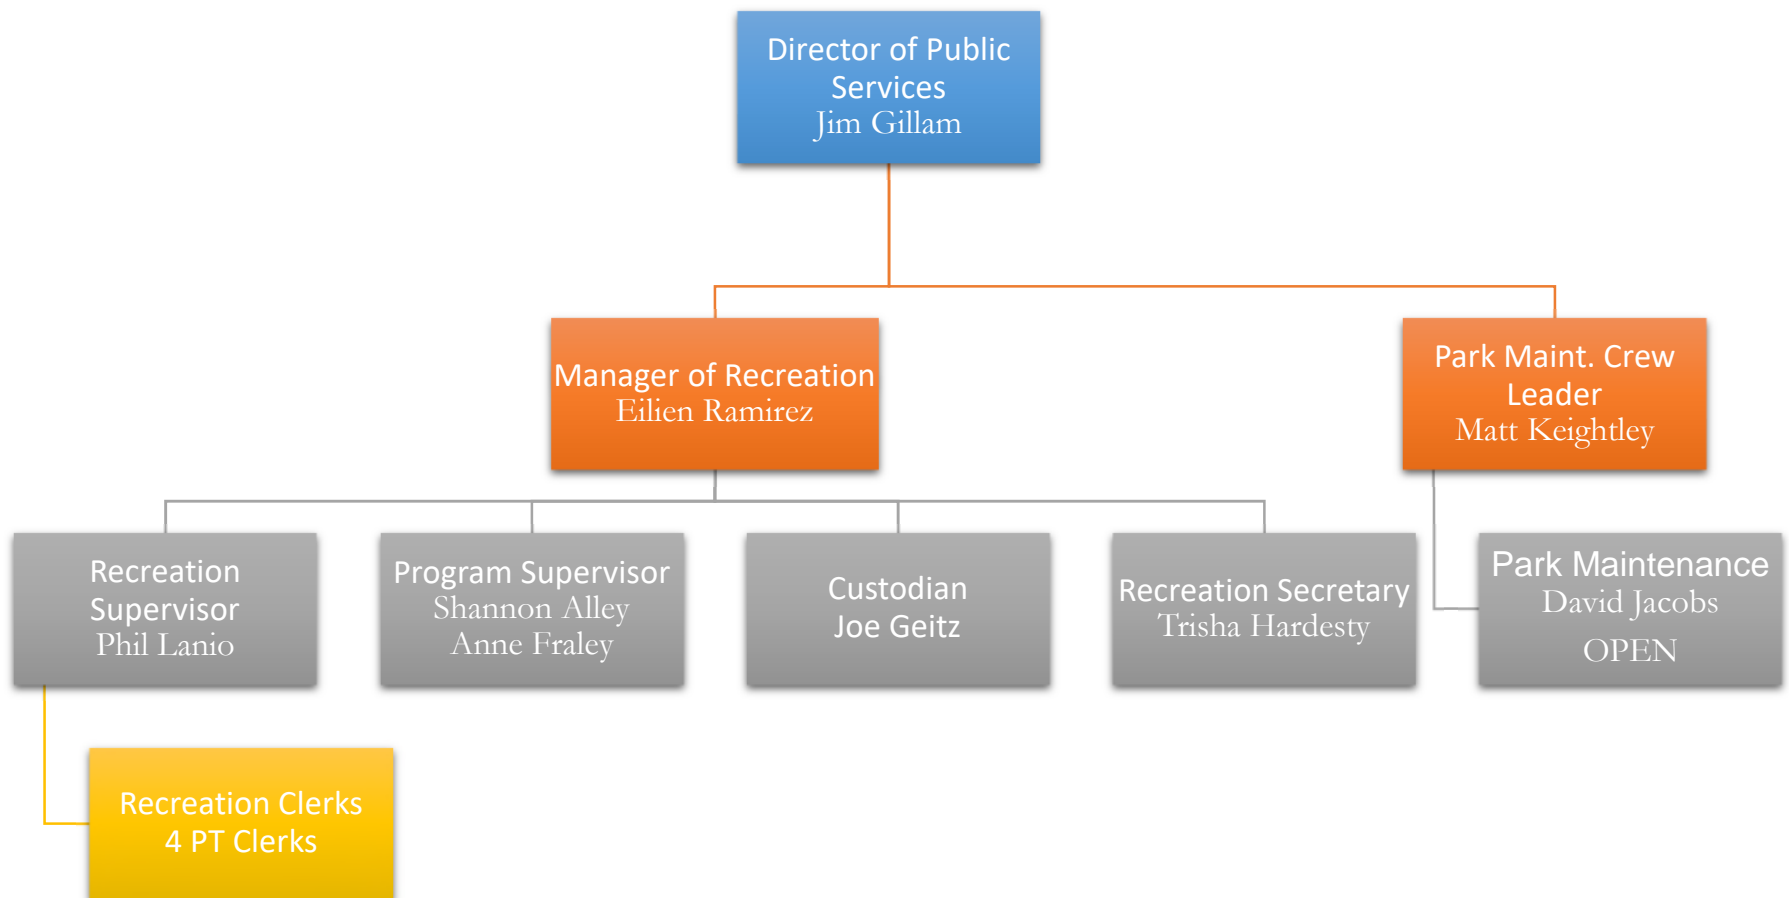 Director of Public
Services
Jim Gillam
Manager of Recreation
Eilien Ramirez
Park Maint. Crew
Leader
Matt Keightley
Recreation
Supervisor
Phil Lanio
Program Supervisor
Shannon Alley
Anne Fraley
Custodian
Joe Geitz
Recreation Secretary
Trisha Hardesty
Park Maintenance
David Jacobs
OPEN
Recreation Clerks
4 PT Clerks